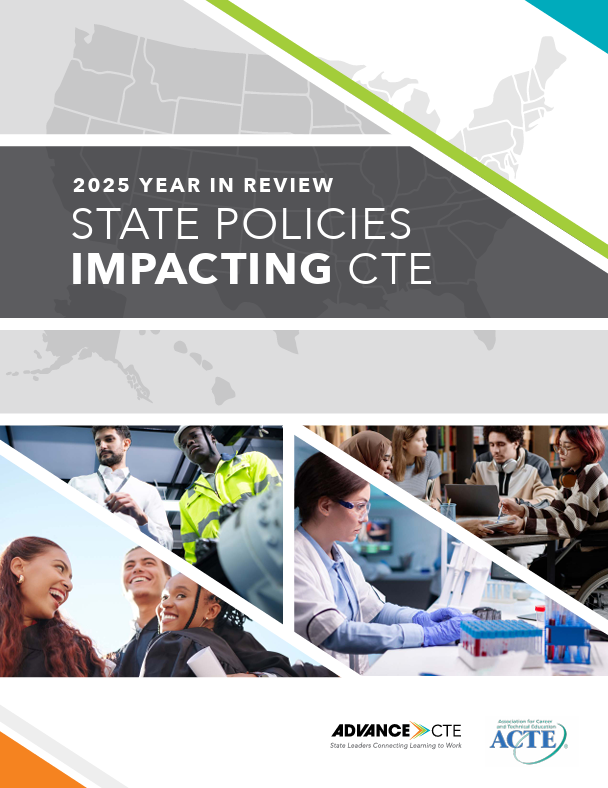 2025 YEAR IN REVIEW
STATE POLICIES
IMPACTING CTE
ADVANCE CTE
State Leaders Connecting Learning to Work
Association for Career
and Technical Education
ACTE®